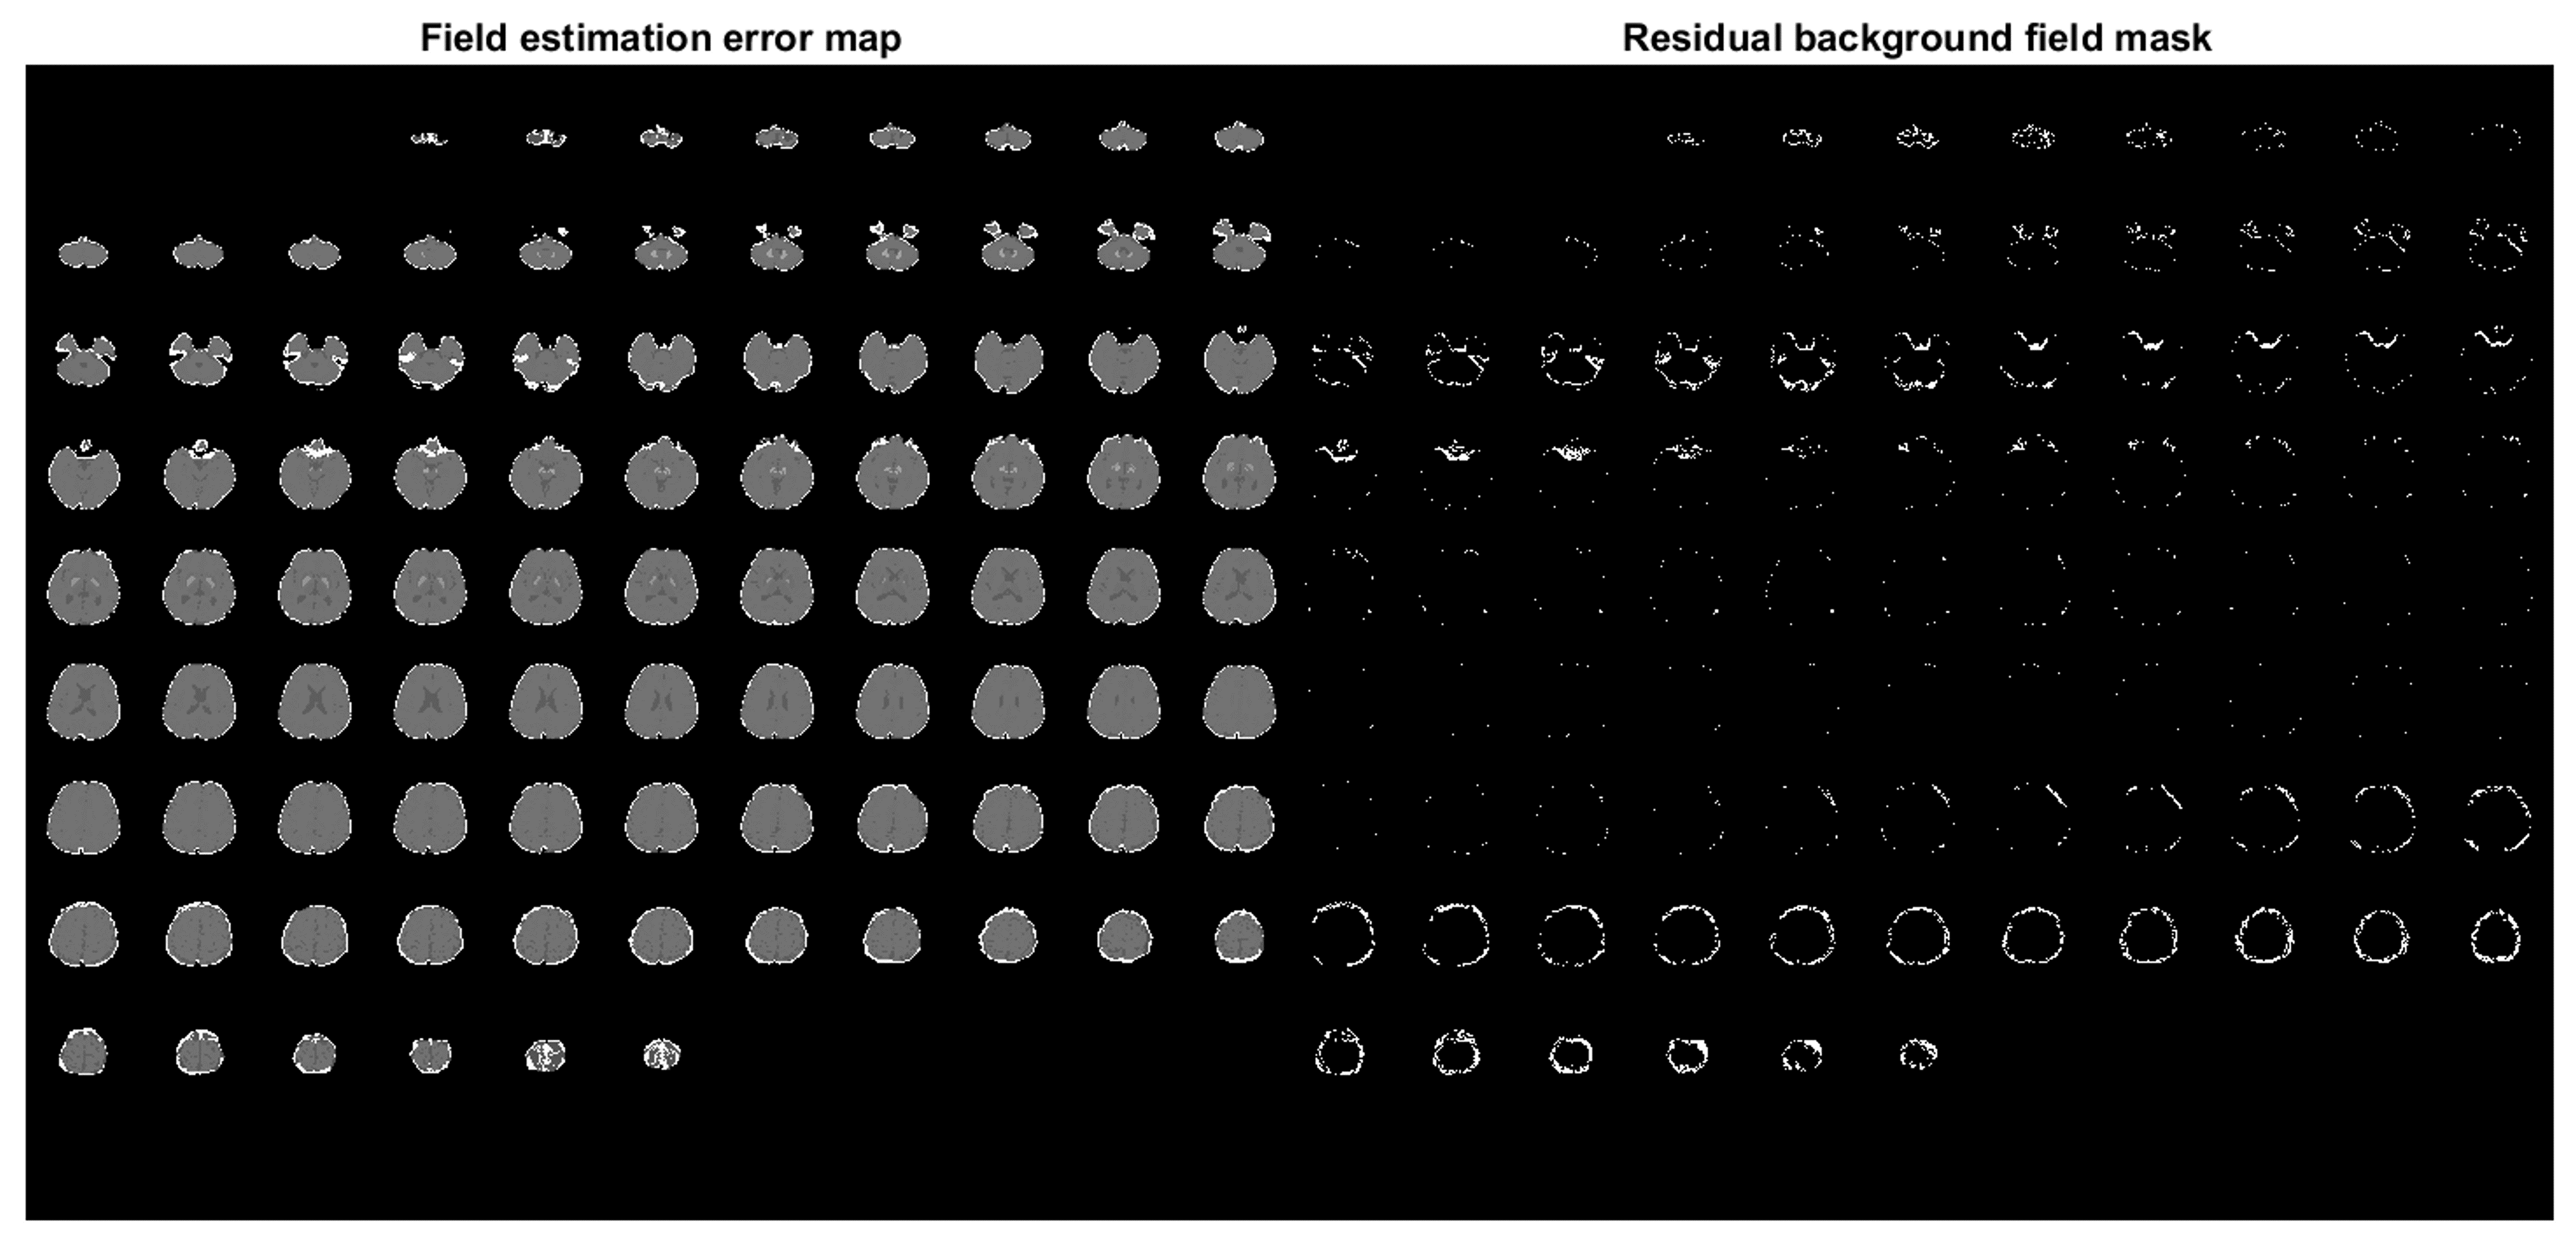 Field estimation error map
Residual background field mask